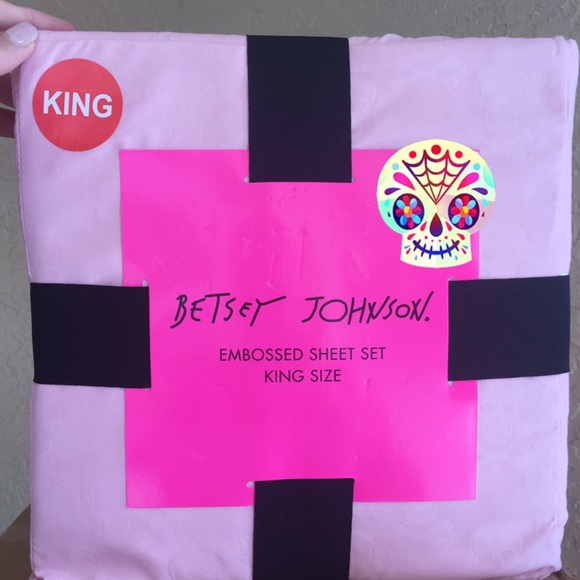 KING
BETSEY JOHNSON.
EMBOSSED SHEET SET
KING SIZE